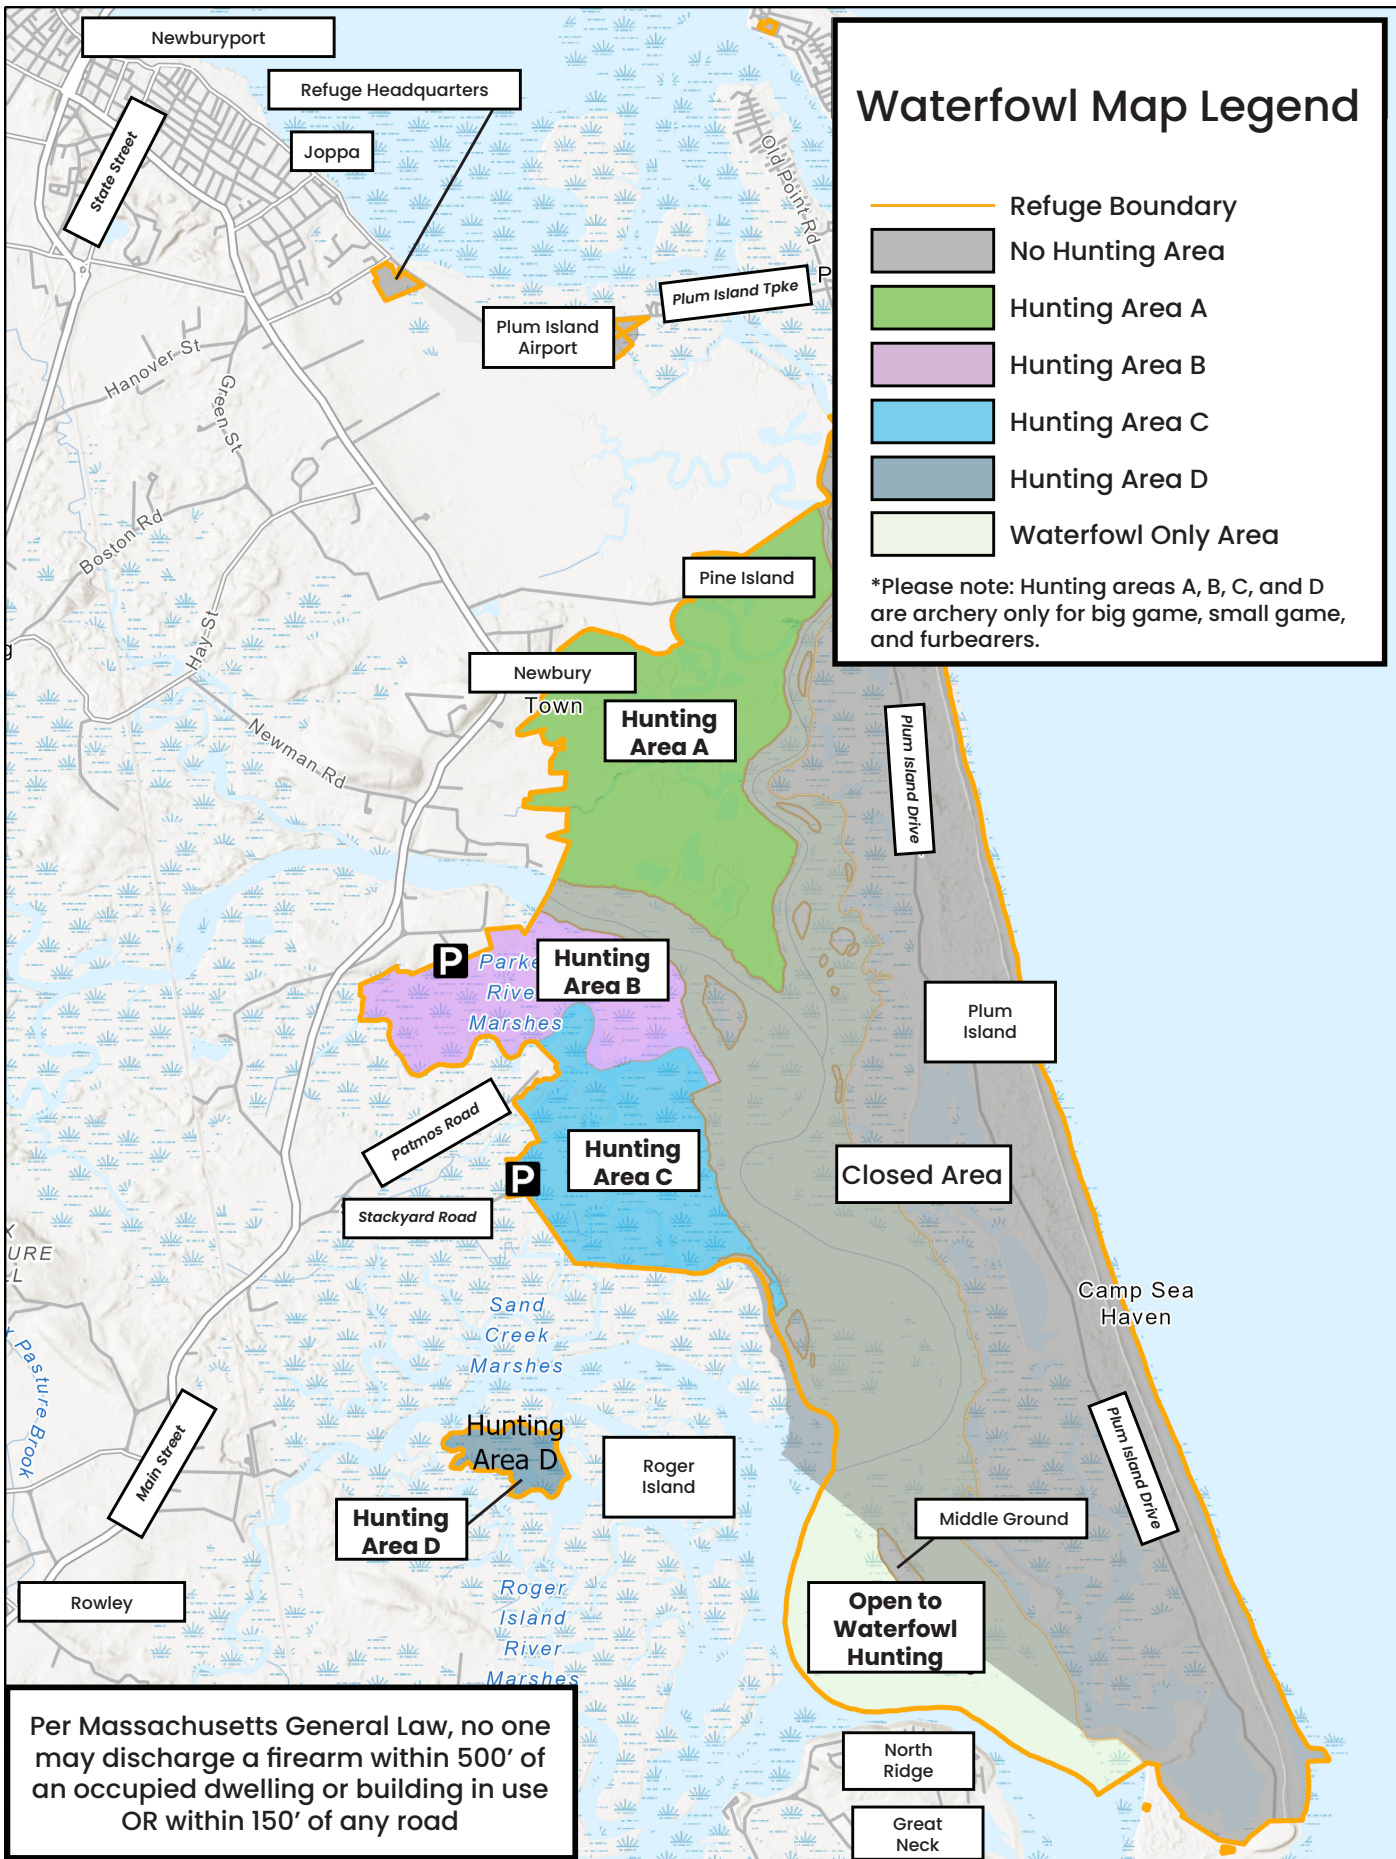 Newburyport
Refuge Headquarters
Joppa
State Street
Old Point Rd
Plum Island Tpke
P
Plum Island
Airport
Hanover St
Green St
Boston Rd
Hay St
Newman Rd
Pine Island
Newbury
Town
Hunting
Area A
Waterfowl Map Legend
Refuge Boundary
No Hunting Area
Hunting Area A
Hunting Area B
Hunting Area C
Hunting Area D
Waterfowl Only Area
*Please note: Hunting areas A, B, C, and D
are archery only for big game, small game,
and furbearers.
Plum Island Drive
P
Parke
Rive
Marshes
Hunting
Area B
Plum
Island
Patmos Road
Hunting
Area C
P
Closed Area
Stackyard Road
URE
LL
Camp Sea
Haven
Sand
Creek
Marshes
Pasture Brook
Main Street
Hunting
Area D
Roger
Island
Plum Island Drive
Hunting
Area D
Middle Ground
Rowley
Roger
Island
River
Marshes
Open to
Waterfowl
Hunting
Per Massachusetts General Law, no one
may discharge a firearm within 500’ of
an occupied dwelling or building in use
OR within 150’ of any road
North
Ridge
Great
Neck